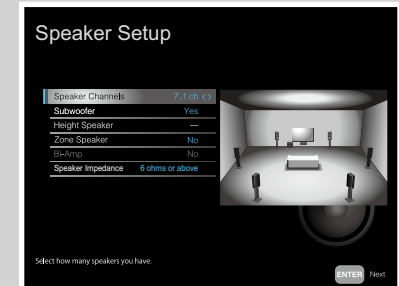 Speaker Setup
Speaker Channels 7.1 ch <>
Subwoofer Yes
Height Speaker —
Zone Speaker No
Bi-Amp No
Speaker Impedance 6 ohms or above
Select how many speakers you have.
ENTER Next